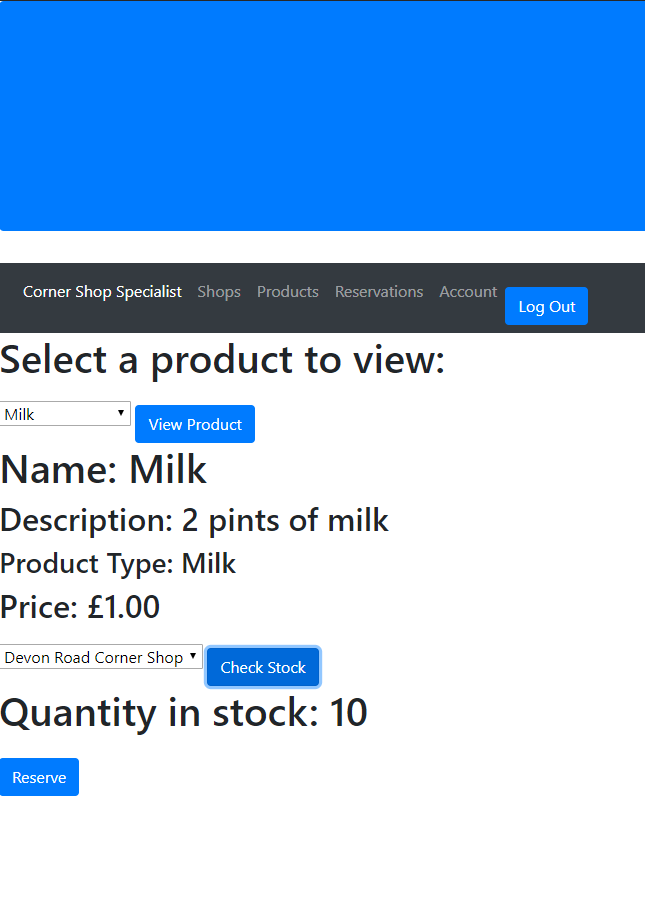 Corner Shop Specialist Shops Products Reservations Account Log Out
Select a product to view:
Milk View Product
Name: Milk
Description: 2 pints of milk
Product Type: Milk
Price: £1.00
Devon Road Corner Shop Check Stock
Quantity in stock: 10
Reserve